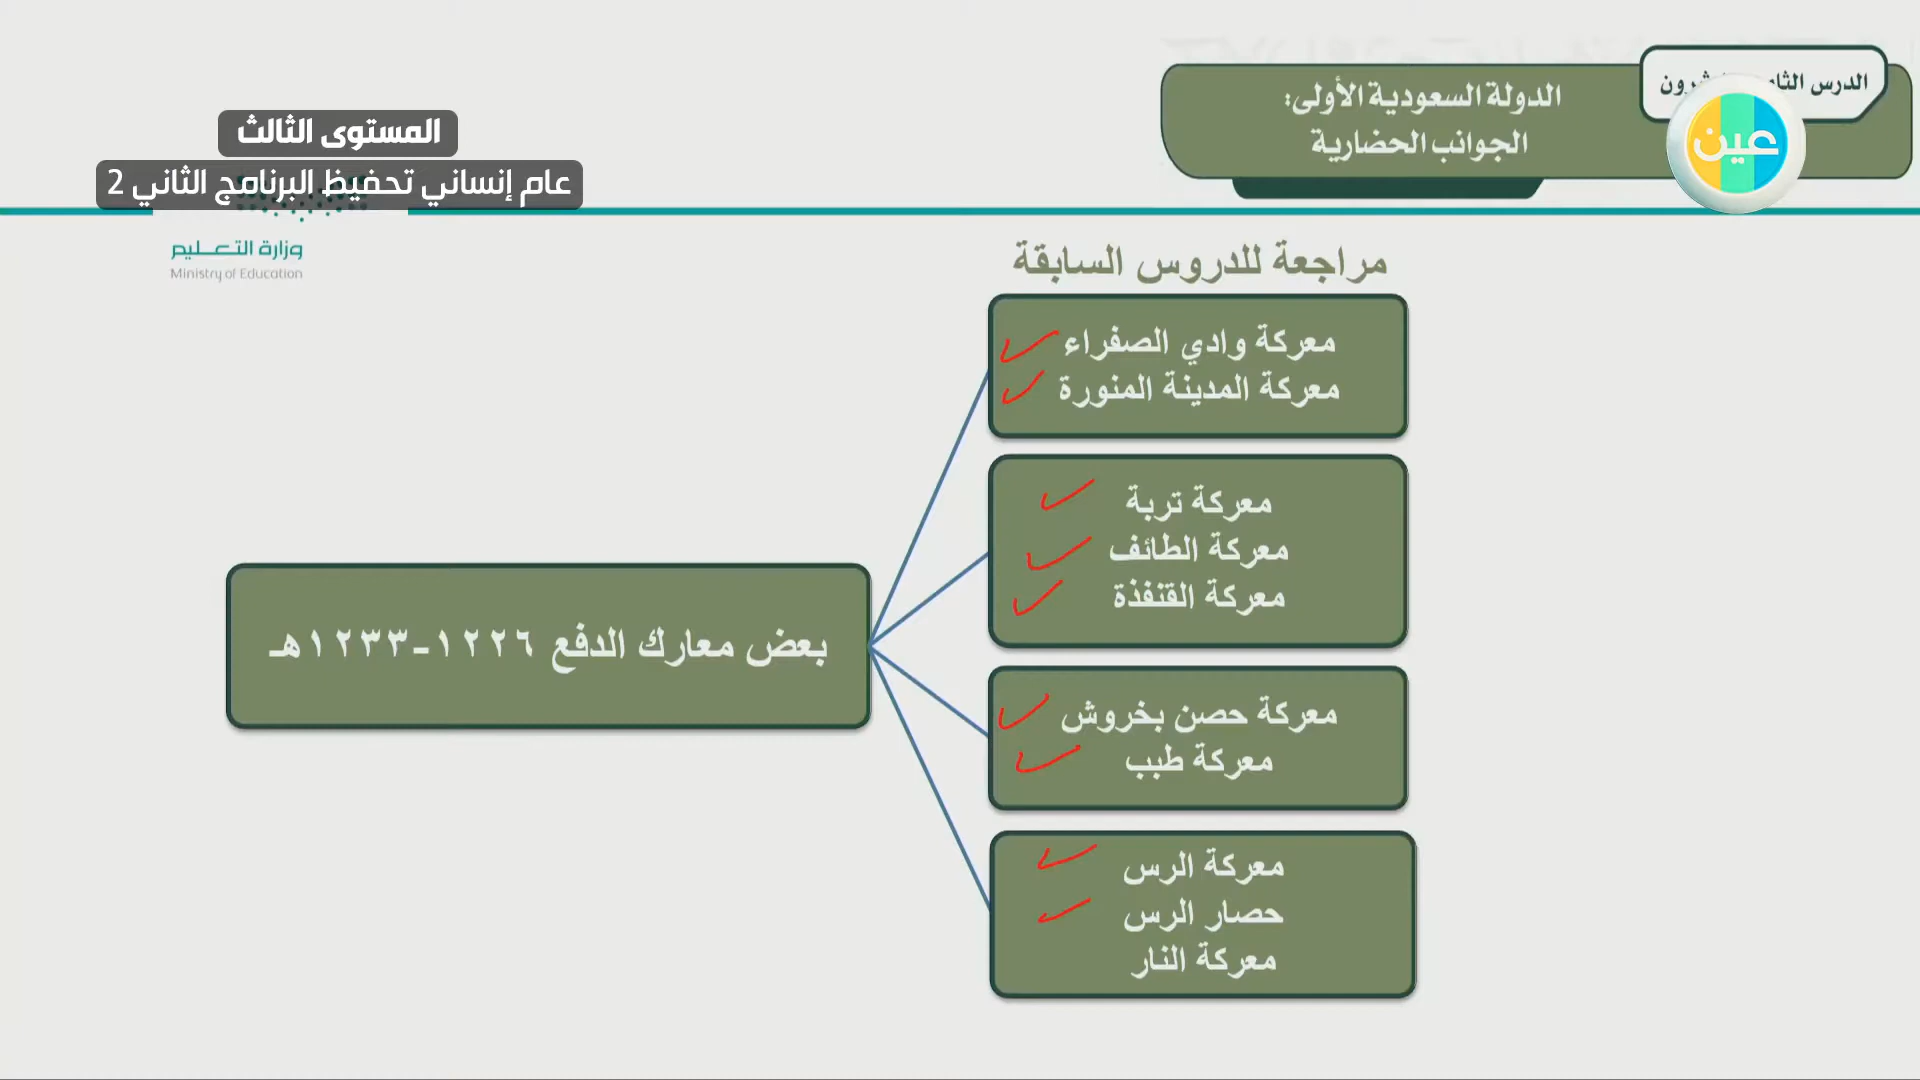 الدرس
الدولة السعودية الأولى:
الجوانب الحضارية
عين
المستوى الثالث
عام إنساني تحفيظ البرنامج الثاني 2
وزارة التعليم
Ministry of Education
مراجعة للدروس السابقة
معركة وادي الصفراء
معركة المدينة المنورة
معركة تربة
معركة الطائف
معركة القنفذة
معركة حصن بخروش
معركة طبب
معركة الرس
حصار الرس
معركة النار
بعض معارك الدفع ١٢٢٦-١٢٣٣هـ